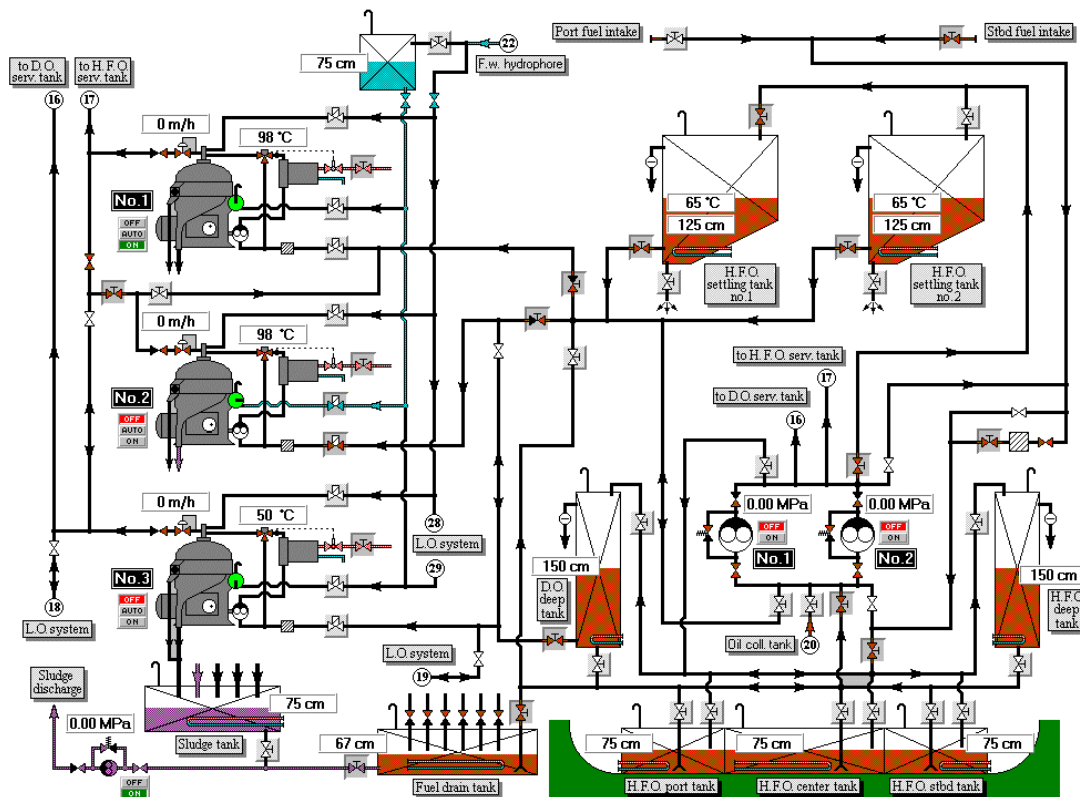 Port fuel intake
Stbd fuel intake
22
75 cm
F.w. hydrophore
to D.O.
serv. tank
to H.F.O.
serv. tank
16
17
0 m/h
98 °C
No.1
OFF
AUTO
ON
65 °C
125 cm
65 °C
125 cm
H.F.O.
settling tank
no.1
H.F.O.
settling tank
no.2
0 m/h
98 °C
No.2
OFF
AUTO
ON
to H.F.O. serv. tank
17
to D.O. serv. tank
16
0 m/h
50 °C
28
L.O. system
29
No.3
OFF
AUTO
ON
18
L.O. system
0.00 MPa
OFF
ON
No.1
0.00 MPa
OFF
ON
No.2
150 cm
D.O.
deep
tank
150 cm
H.F.O.
deep
tank
Oil coll. tank
20
L.O. system
19
Sludge
discharge
0.00 MPa
OFF
ON
75 cm
Sludge tank
67 cm
Fuel drain tank
75 cm
75 cm
75 cm
H.F.O. port tank
H.F.O. center tank
H.F.O. stbd tank